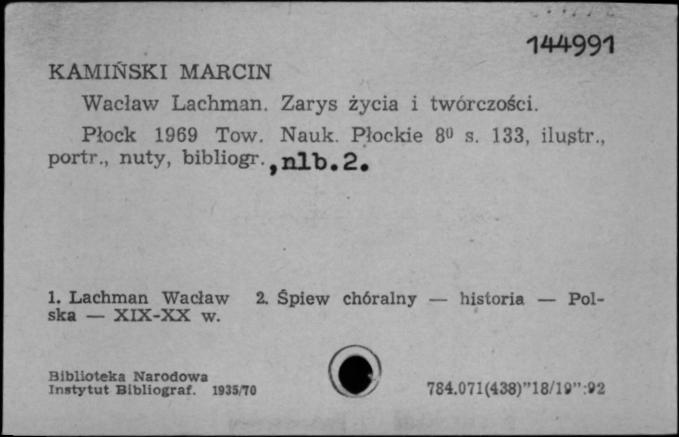 144991
KAMIŃSKI MARCIN
Wacław Lachman. Zarys życia i twórczości.
Płock 1969 Tow. Nauk. Płockie 8⁰ s. 133, ilustr.,
portr., nuty, bibliogr.,nlb.2.
1. Lachman Wacław 2. Śpiew chóralny — historia — Pol-
ska — XIX-XX w.
Biblioteka Narodowa
Instytut Bibliograf. 1935/70
784.071(438)"18/19":92